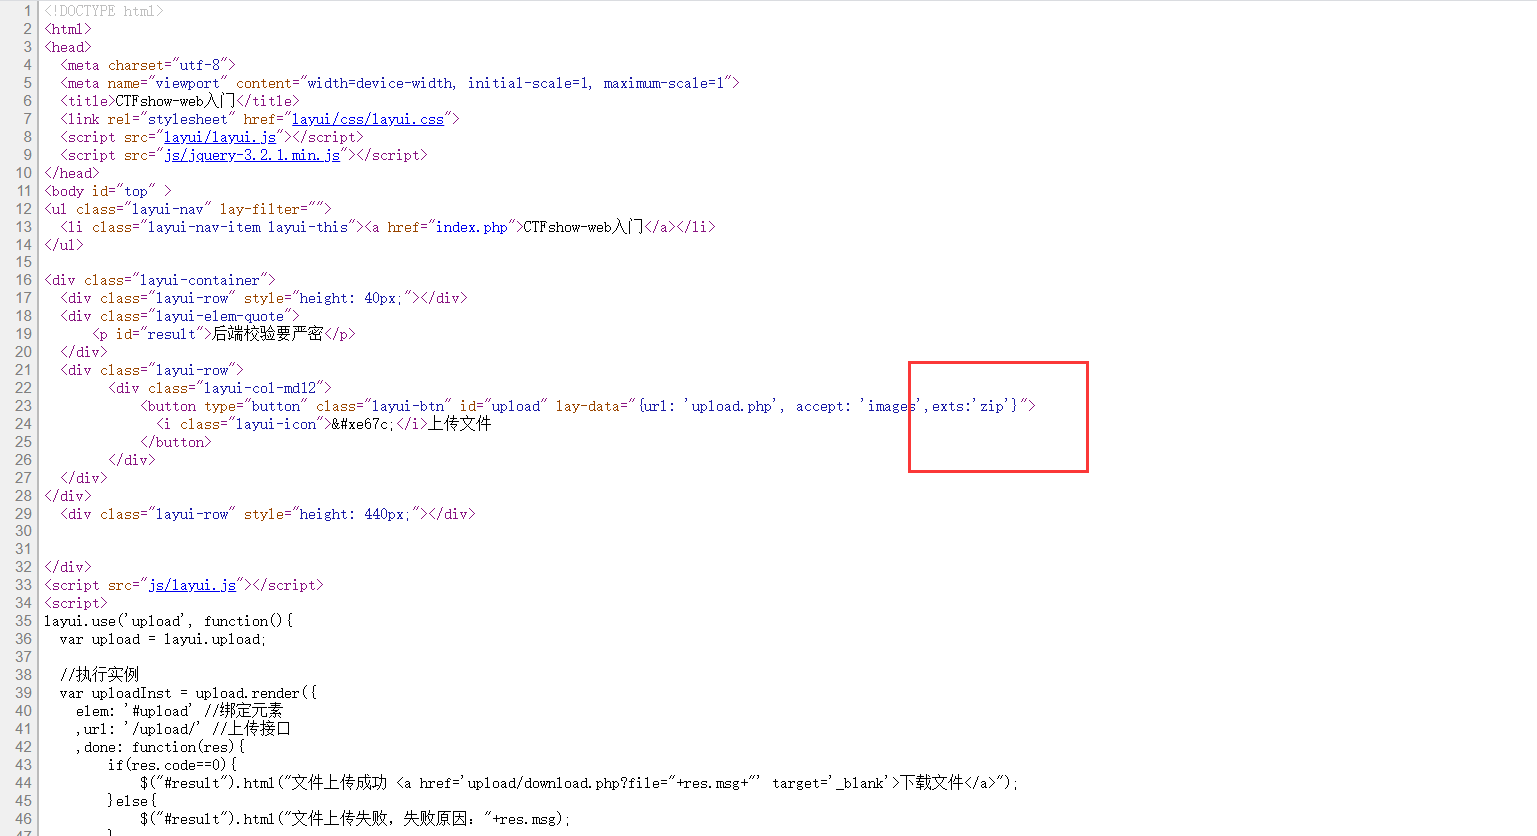 1 <!DOCTYPE html>
2 <html>
3 <head>
4   <meta charset="utf-8">
5   <meta name="viewport" content="width=device-width, initial-scale=1, maximum-scale=1">
6   <title>CTFshow-web入门</title>
7   <link rel="stylesheet" href="layui/css/layui.css">
8   <script src="layui/layui.js"></script>
9   <script src="js/jquery-3.2.1.min.js"></script>
10 </head>
11 <body id="top" >
12 <ul class="layui-nav" lay-filter="">
13   <li class="layui-nav-item layui-this"><a href="index.php">CTFshow-web入门</a></li>
14 </ul>
15
16 <div class="layui-container">
17   <div class="layui-row" style="height: 40px;"></div>
18   <div class="layui-elem-quote">
19       <p id="result">后端校验要严密</p>
20   </div>
21   <div class="layui-row">
22         <div class="layui-col-md12">
23             <button type="button" class="layui-btn" id="upload" lay-data="{url: 'upload.php', accept: 'images',exts:'zip'}">
24               <i class="layui-icon">&#xe67c;</i>上传文件
25             </button>
26         </div>
27   </div>
28 </div>
29   <div class="layui-row" style="height: 440px;"></div>
30
31
32 </div>
33 <script src="js/layui.js"></script>
34 <script>
35 layui.use('upload', function(){
36   var upload = layui.upload;
37
38   //执行实例
39   var uploadInst = upload.render({
40     elem: '#upload' //绑定元素
41     ,url: '/upload/' //上传接口
42     ,done: function(res){
43         if(res.code==0){
44             $("#result").html("文件上传成功 <a href='upload/download.php?file="+res.msg+"' target='_blank'>下载文件</a>");
45         }else{
46             $("#result").html("文件上传失败，失败原因："+res.msg);
47         }